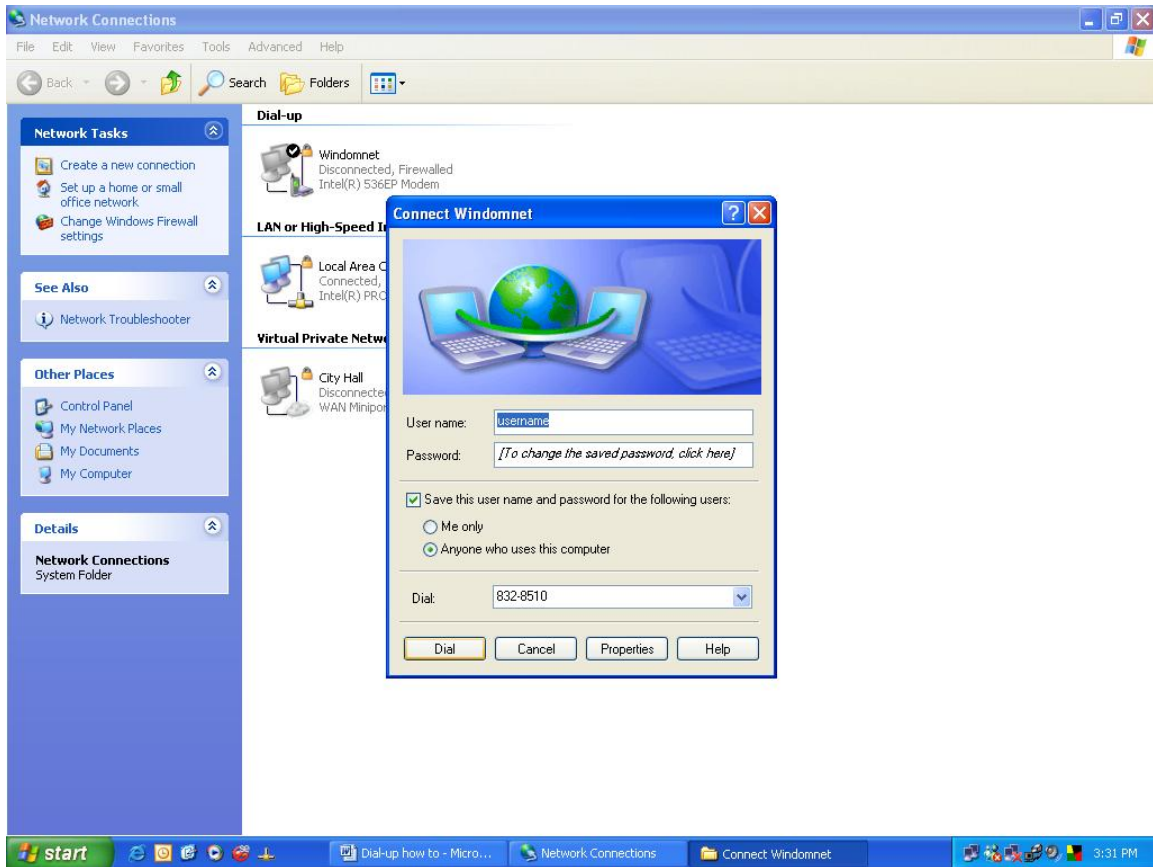 Network Connections
File Edit View Favorites Tools Advanced Help
Back Search Folders
Network Tasks
Create a new connection
Set up a home or small
office network
Change Windows Firewall
settings
See Also
Network Troubleshooter
Other Places
Control Panel
My Network Places
My Documents
My Computer
Details
Network Connections
System Folder
Dial-up
Windomnet
Disconnected, Firewalled
Intel(R) 536EP Modem
LAN or High-Speed
Local Area
Connected,
Intel(R)
Virtual Private
City Hall
WAN
Connect Windomnet
User name: username
Password: [To change the saved password, click here]
Save this user name and password for the following users:
Me only
Anyone who uses this computer
Dial: 832-8510
Dial Cancel Properties Help
start Dial-up how to - Micro... Network Connections Connect Windomnet 3:31 PM